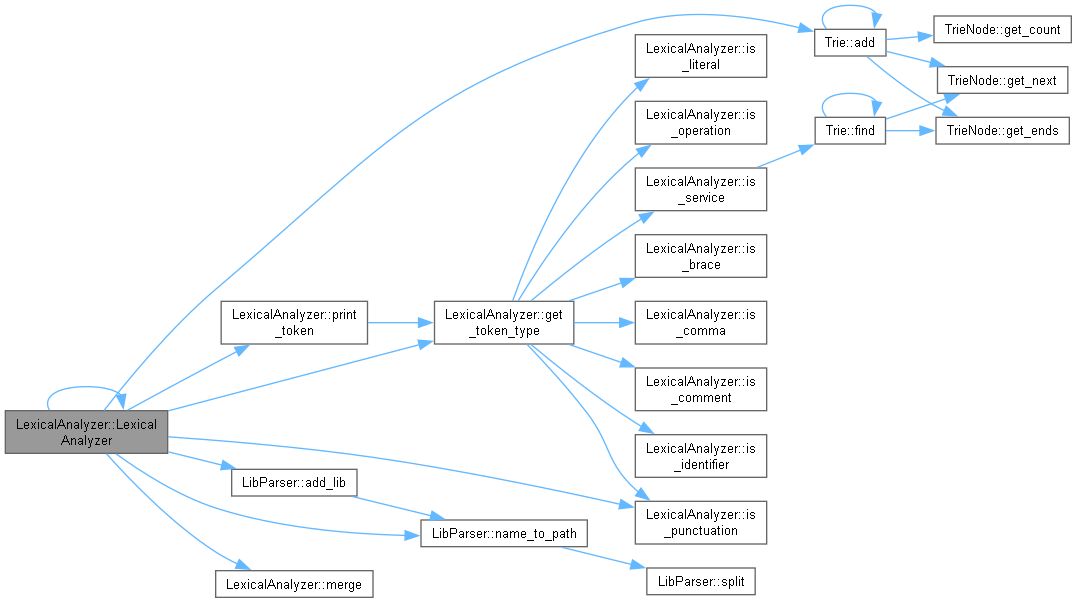 LexicalAnalyzer::Lexical
Analyzer
LexicalAnalyzer::print
_token
LibParser::add_lib
LexicalAnalyzer::merge
LexicalAnalyzer::get
_token_type
LibParser::name_to_path
LexicalAnalyzer::is
_literal
LexicalAnalyzer::is
_operation
LexicalAnalyzer::is
_service
LexicalAnalyzer::is
_brace
LexicalAnalyzer::is
_comma
LexicalAnalyzer::is
_comment
LexicalAnalyzer::is
_identifier
LexicalAnalyzer::is
_punctuation
LibParser::split
Trie::add
Trie::find
TrieNode::get_count
TrieNode::get_next
TrieNode::get_ends